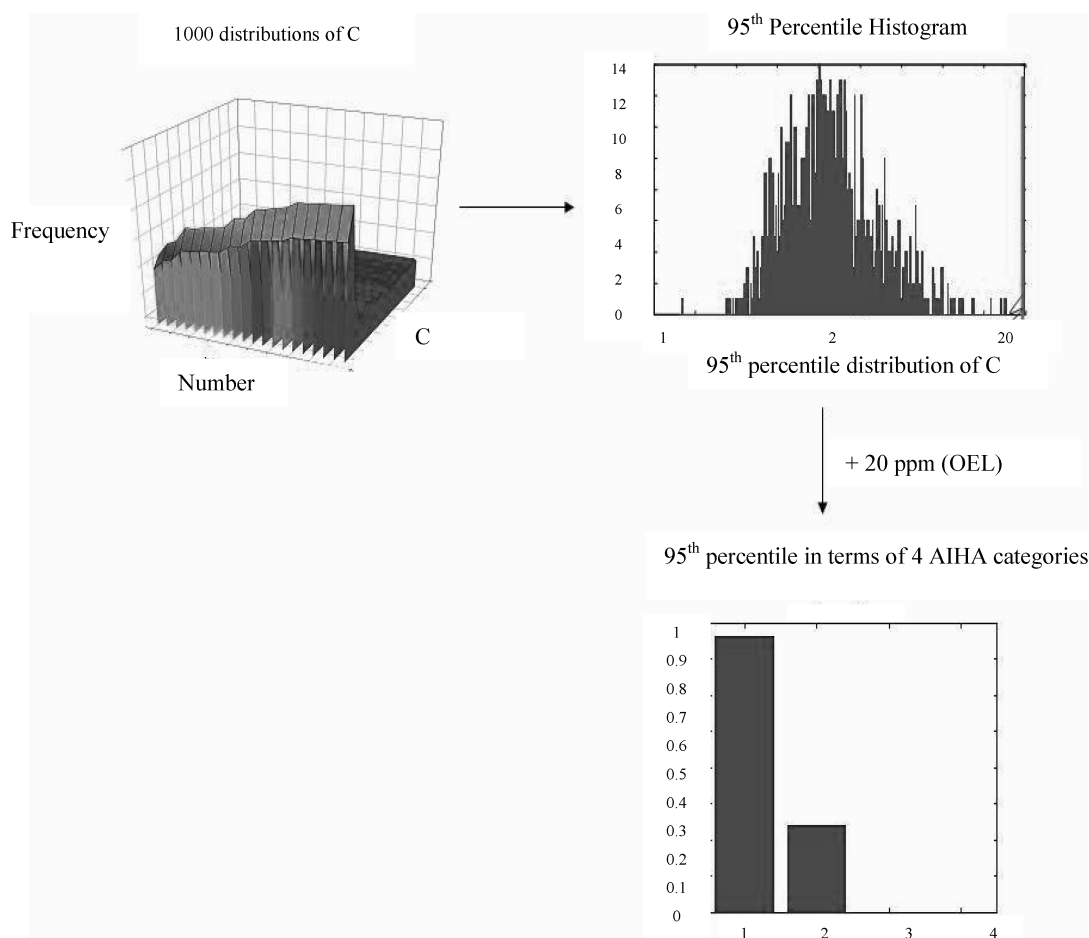 1000 distributions of C
Frequency
Number
C
95th Percentile Histogram
14
12
10
8
6
4
2
0
1 2 20
95th percentile distribution of C
+ 20 ppm (OEL)
95th percentile in terms of 4 AIHA categories
1
0.9
0.8
0.7
0.6
0.5
0.4
0.3
0.2
0.1
0
1 2 3 4